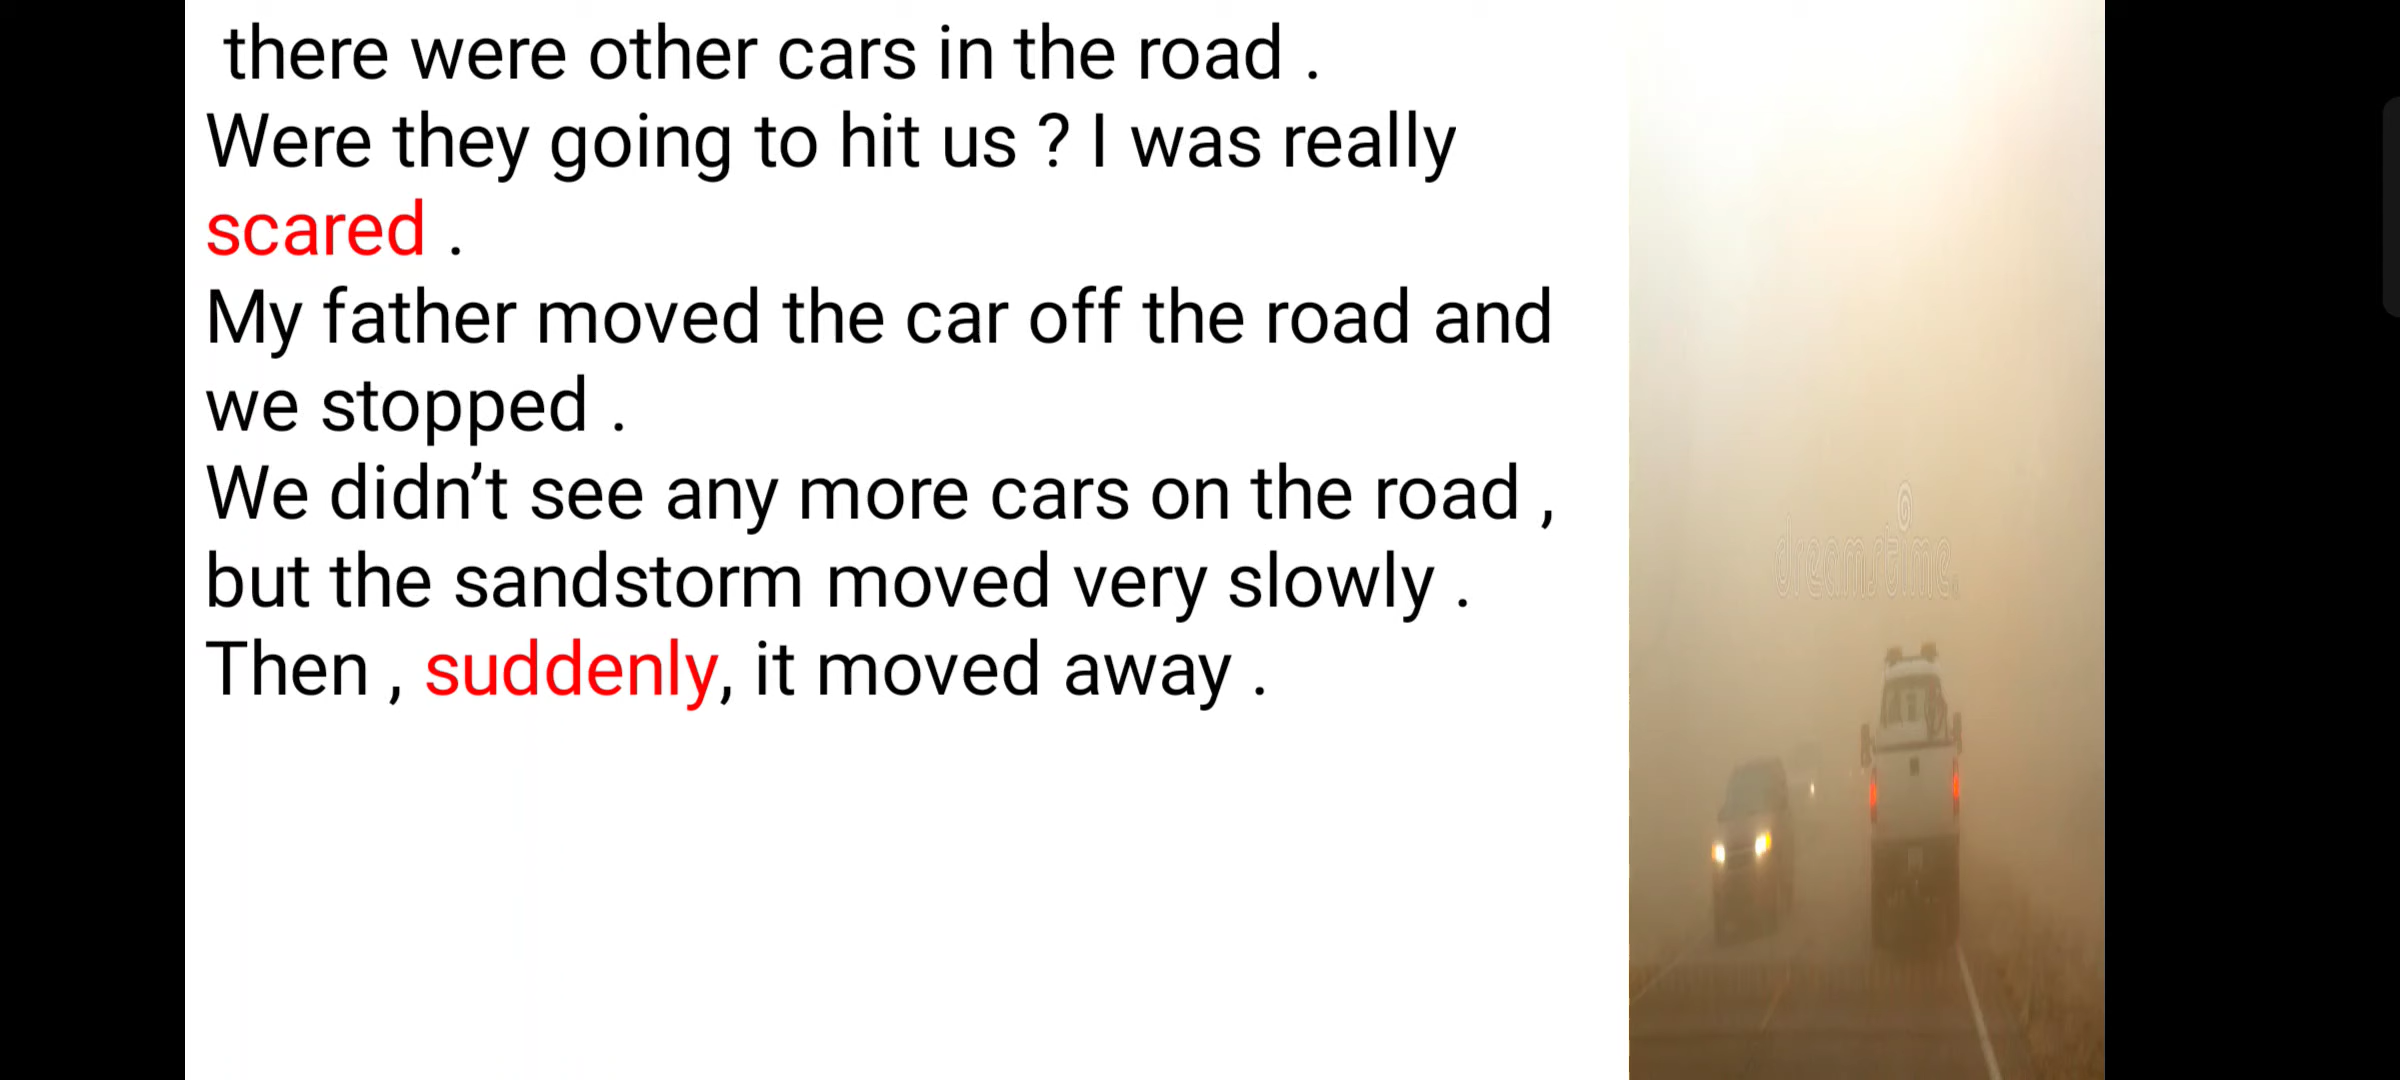 there were other cars in the road .
Were they going to hit us ? I was really
scared .
My father moved the car off the road and
we stopped .
We didn’t see any more cars on the road ,
but the sandstorm moved very slowly .
Then , suddenly, it moved away .
dreamstime.